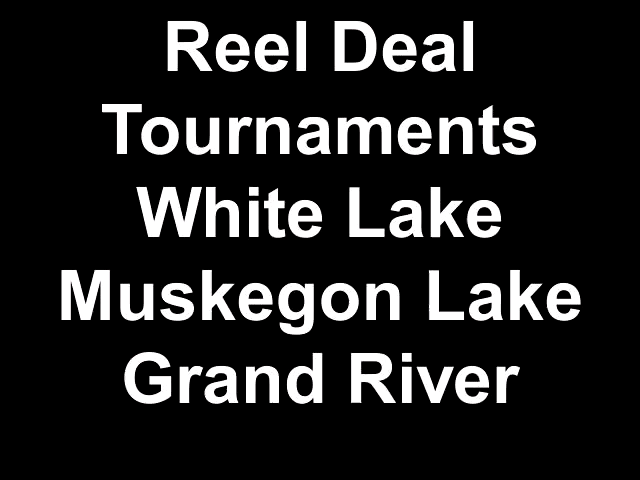 Reel Deal
Tournaments
White Lake
Muskegon Lake
Grand River